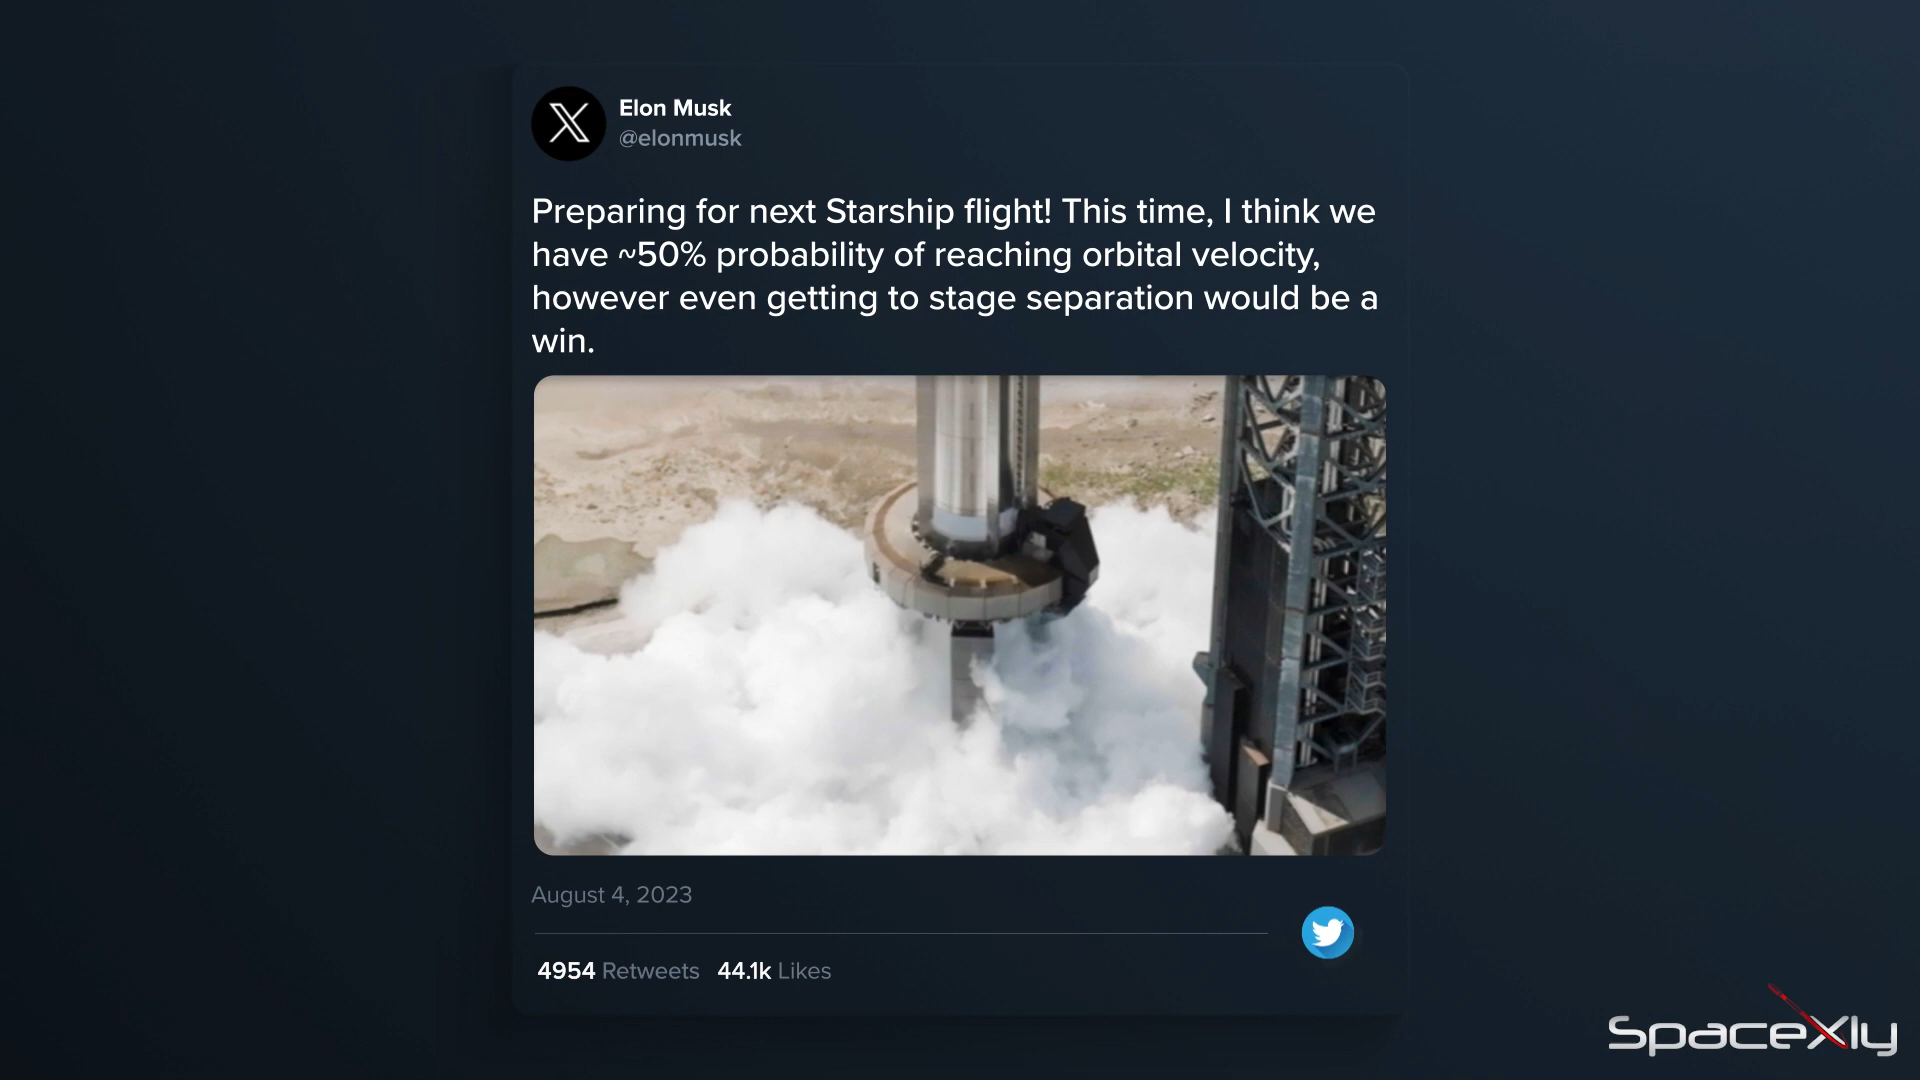 Elon Musk
@elonmusk
Preparing for next Starship flight! This time, I think we
have ~50% probability of reaching orbital velocity,
however even getting to stage separation would be a
win.
August 4, 2023
4954 Retweets 44.1k Likes
SpaceXly